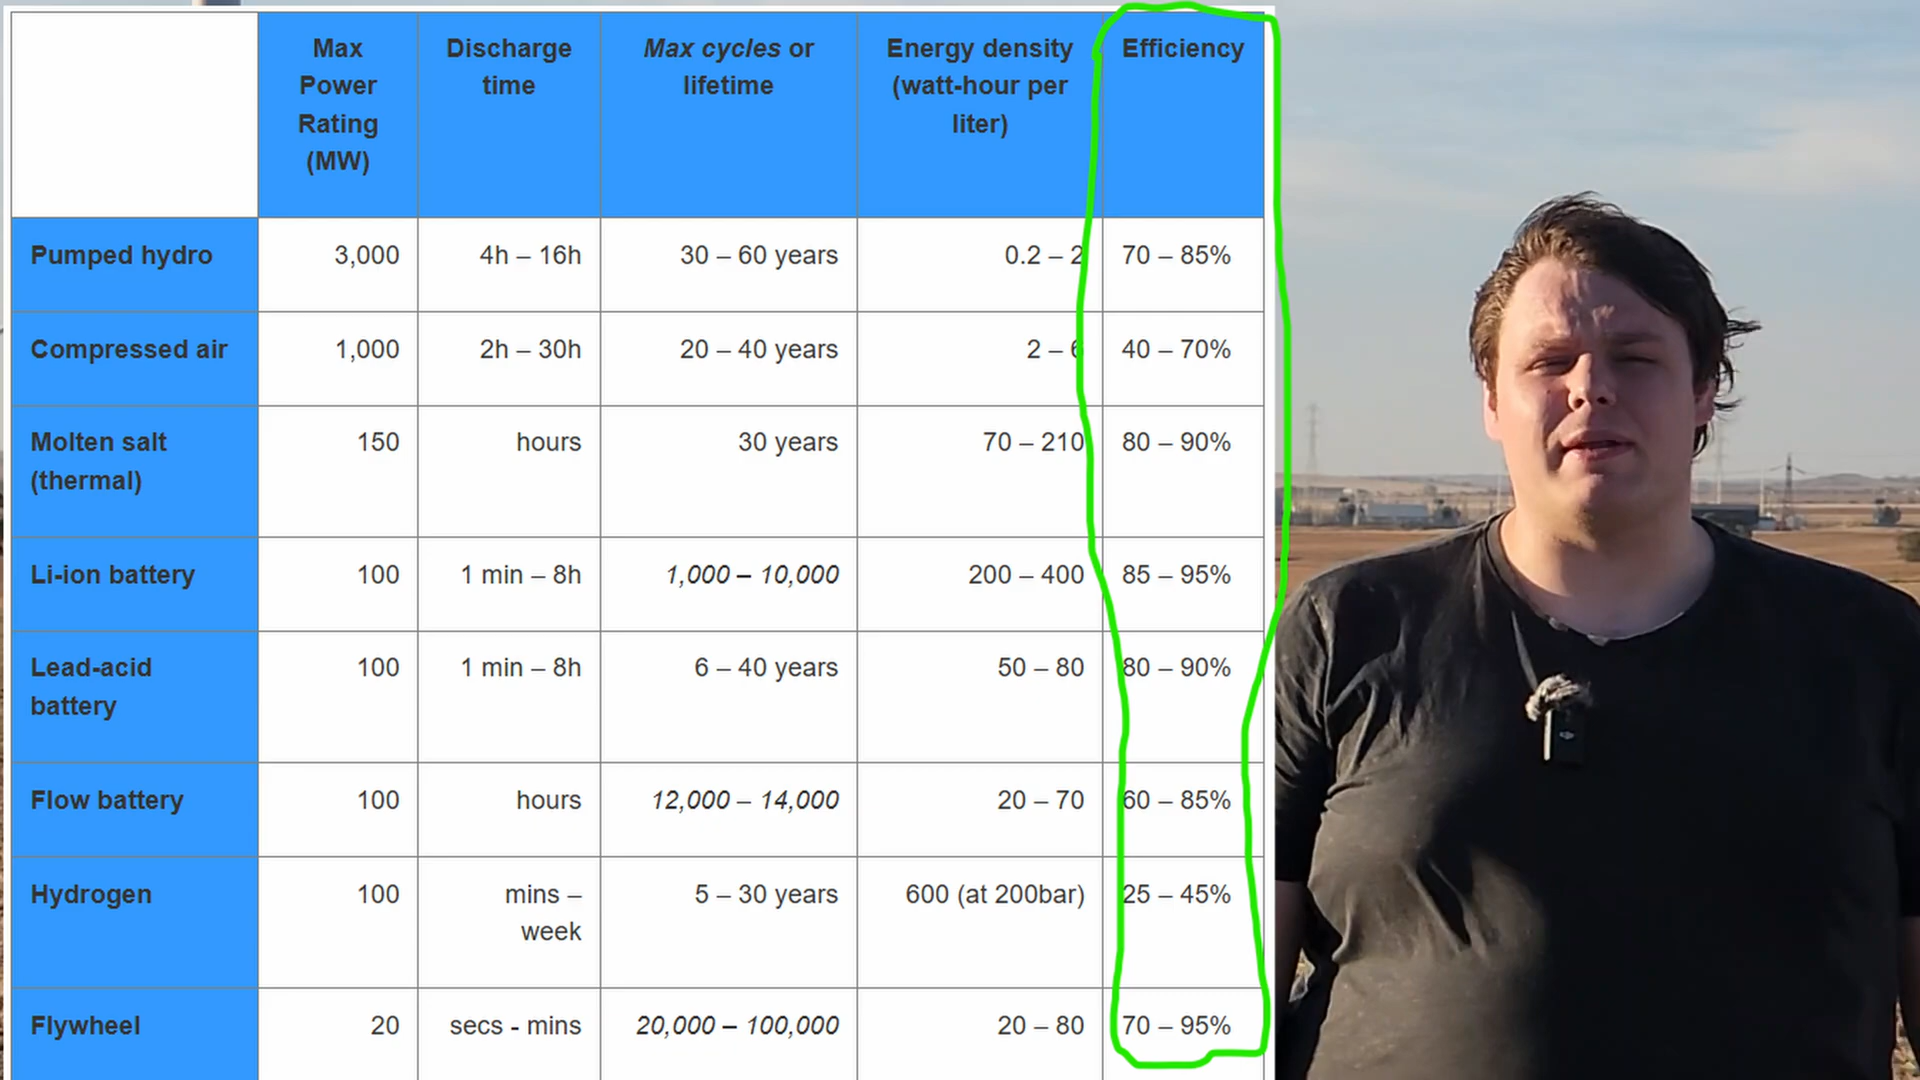 Max Power Rating (MW) Discharge time Max cycles or lifetime Energy density (watt-hour per liter) Efficiency
Pumped hydro 3,000 4h – 16h 30 – 60 years 0.2 – 2 70 – 85%
Compressed air 1,000 2h – 30h 20 – 40 years 2 – 6 40 – 70%
Molten salt (thermal) 150 hours 30 years 70 – 210 80 – 90%
Li-ion battery 100 1 min – 8h 1,000 – 10,000 200 – 400 85 – 95%
Lead-acid battery 100 1 min – 8h 6 – 40 years 50 – 80 80 – 90%
Flow battery 100 hours 12,000 – 14,000 20 – 70 60 – 85%
Hydrogen 100 mins – week 5 – 30 years 600 (at 200bar) 25 – 45%
Flywheel 20 secs - mins 20,000 – 100,000 20 – 80 70 – 95%